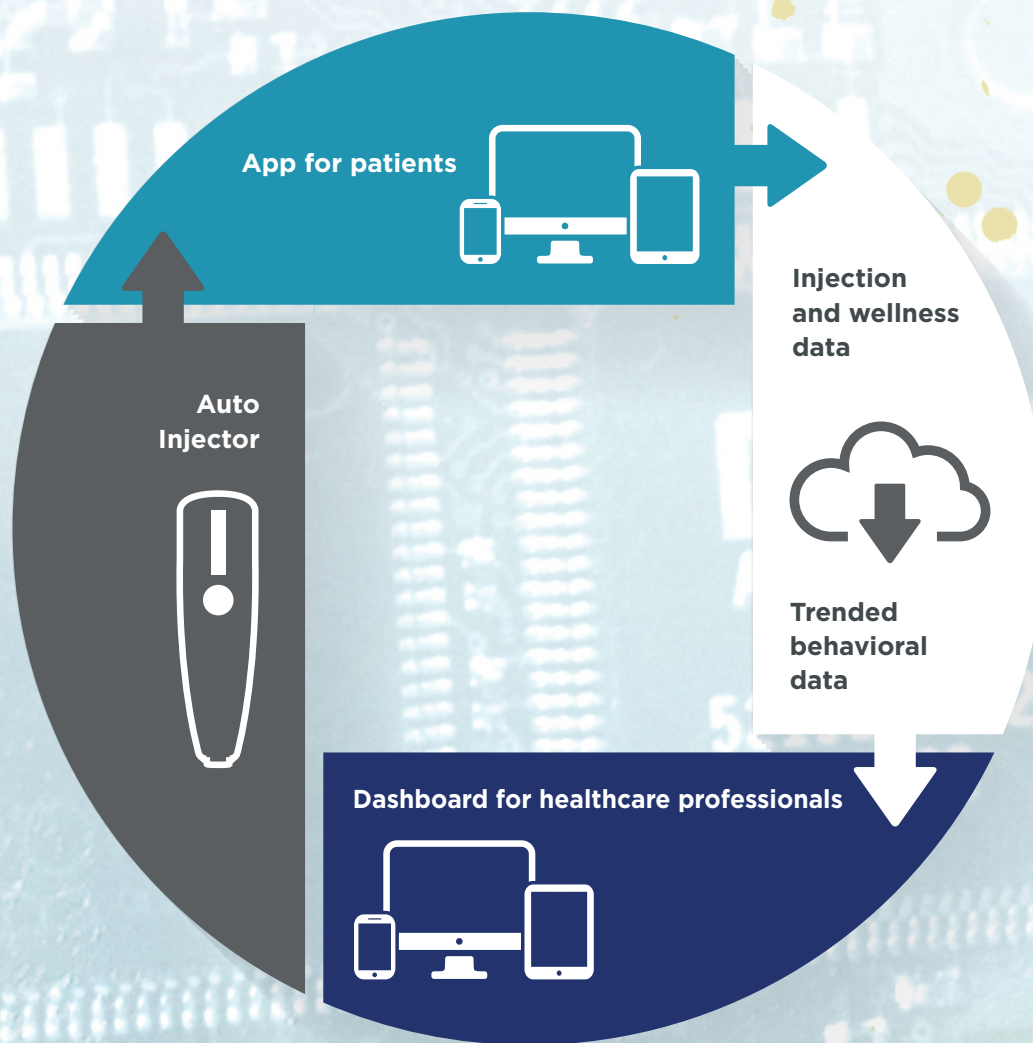 App for patients
Injection
and wellness
data
Auto
Injector
Trended
behavioral
data
Dashboard for healthcare professionals